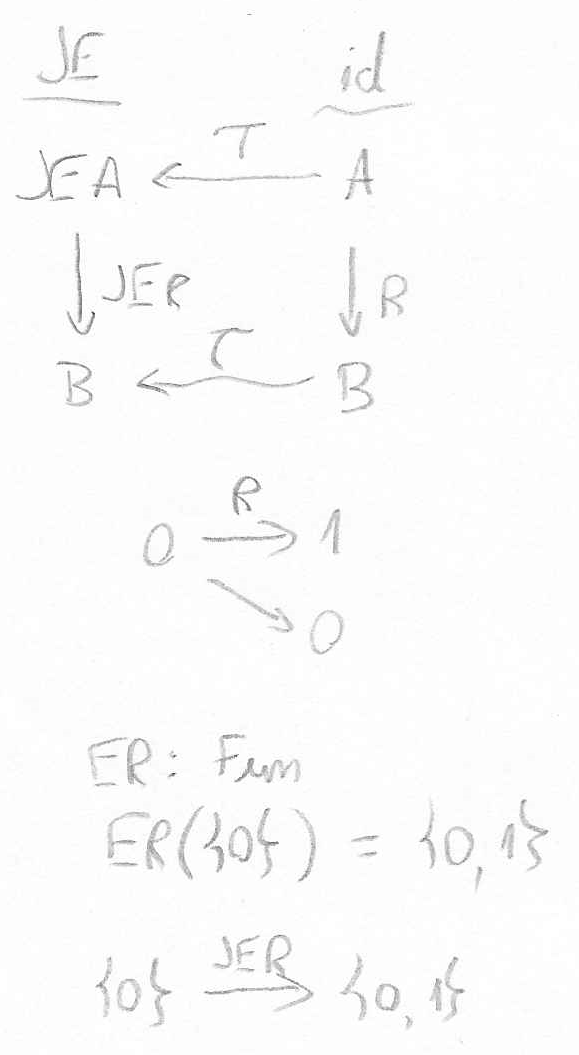 JE id
JEA ← T A
↓ JER ↓ R
B ← τ B
R
0 → 1
↘ 0
ER: Fun
ER({0}) = {0,1}
JER
{0} → {0,1}